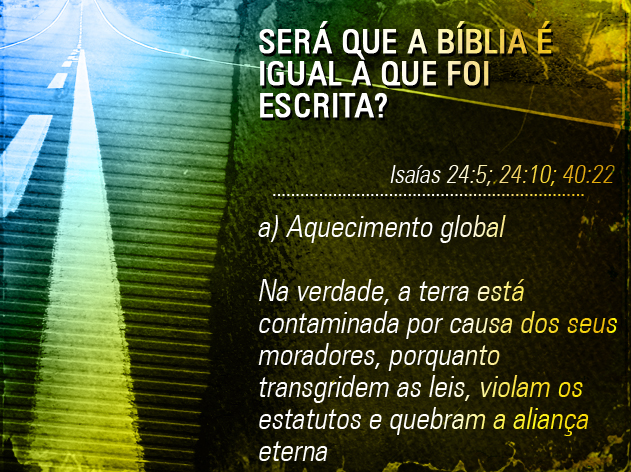 SERÁ QUE A BÍBLIA É
IGUAL À QUE FOI
ESCRITA?
Isaías 24:5; 24:10; 40:22
a) Aquecimento global
Na verdade, a terra está
contaminada por causa dos seus
moradores, porquanto
transgridem as leis, violam os
estatutos e quebram a aliança
eterna